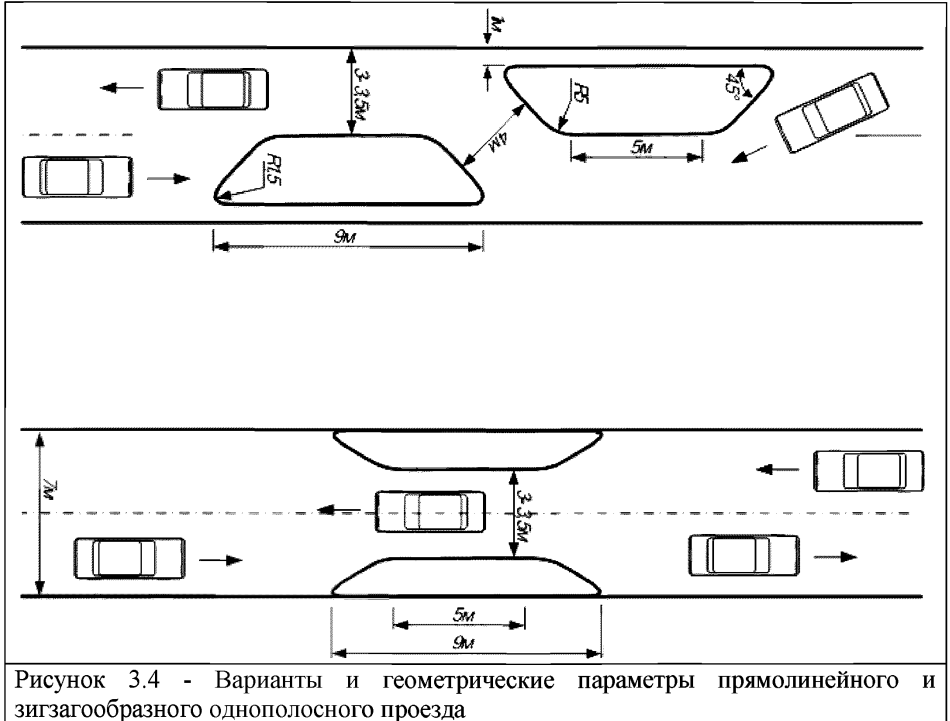 1м
3-3,5м
R5
45°
4м
5м
R1,5
9м
7м
3-3,5м
5м
9м
Рисунок 3.4 - Варианты и геометрические параметры прямолинейного и
зигзагообразного однополосного проезда